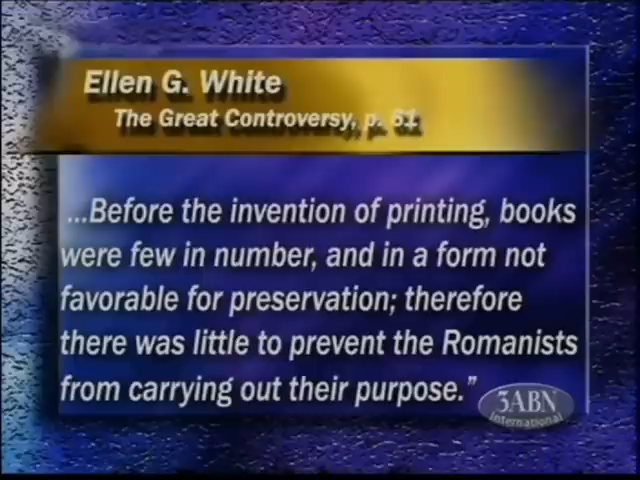 Ellen G. White
The Great Controversy, p. 61
...Before the invention of printing, books
were few in number, and in a form not
favorable for preservation; therefore
there was little to prevent the Romanists
from carrying out their purpose.”
3ABN
International